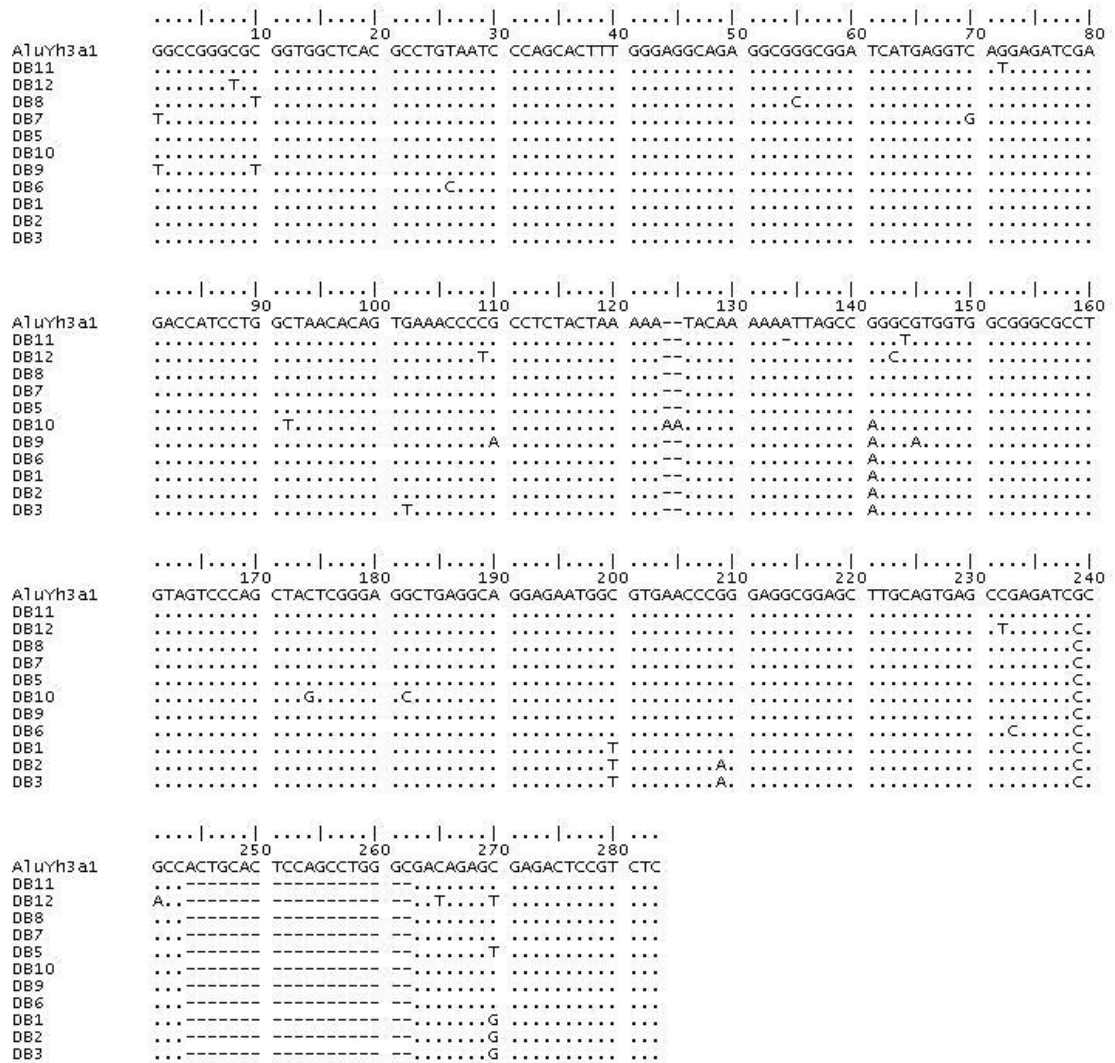 ....|....| ....|....| ....|....| ....|....| ....|....| ....|....| ....|....| ....|....|
10 20 30 40 50 60 70 80
AluYh3a1 GGCCGGGCGC GGTGGCTCAC GCCTGTAATC CCAGCACTTT GGGAGGCAGA GGCGGGCGGA TCATGAGGTC AGGAGATCGA
DB11 .......... .......... .......... .......... .......... .......... .......... .T........
DB12 .......T.. .......... .......... .......... .......... .......... .......... ..........
DB8 .........T .......... .......... .......... .......... ....C..... .......... ..........
DB7 T......... .......... .......... .......... .......... .......... .........G ..........
DB5 .......... .......... .......... .......... .......... .......... .......... ..........
DB10 .......... .......... .......... .......... .......... .......... .......... ..........
DB9 T........T .......... .......... .......... .......... .......... .......... ..........
DB6 .......... .......... .....C.... .......... .......... .......... .......... ..........
DB1 .......... .......... .......... .......... .......... .......... .......... ..........
DB2 .......... .......... .......... .......... .......... .......... .......... ..........
DB3 .......... .......... .......... .......... .......... .......... .......... ..........
....|....| ....|....| ....|....| ....|....| ....|....| ....|....| ....|....| ....|....|
90 100 110 120 130 140 150 160
AluYh3a1 GACCATCCTG GCTAACACAG TGAAACCCCG CCTCTACTAA AAA--TACAA AAAATTAGCC GGGCGTGGTG GCGGGCGCCT
DB11 .......... .......... .......... .......... ...--..... ...-...... ...T...... ..........
DB12 .......... .......... ........T. .......... ...--..... .......... ..C....... ..........
DB8 .......... .......... .......... .......... ...--..... .......... .......... ..........
DB7 .......... .......... .......... .......... ...--..... .......... .......... ..........
DB5 .......... .......... .......... .......... ...--..... .......... .......... ..........
DB10 .......... .T........ .......... .......... ...AA..... .......... A......... ..........
DB9 .......... .......... .........A .......... ...--..... .......... A...A..... ..........
DB6 .......... .......... .......... .......... ...--..... .......... A......... ..........
DB1 .......... .......... .......... .......... ...--..... .......... A......... ..........
DB2 .......... .......... .......... .......... ...--..... .......... A......... ..........
DB3 .......... .......... .T........ .......... ...--..... .......... A......... ..........
....|....| ....|....| ....|....| ....|....| ....|....| ....|....| ....|....| ....|....|
170 180 190 200 210 220 230 240
AluYh3a1 GTAGTCCCAG CTACTCGGGA GGCTGAGGCA GGAGAATGGC GTGAACCCGG GAGGCGGAGC TTGCAGTGAG CCGAGATCGC
DB11 .......... .......... .......... .......... .......... .......... .......... ..........
DB12 .......... .......... .......... .......... .......... .......... .......... .T......C.
DB8 .......... .......... .......... .......... .......... .......... .......... ........C.
DB7 .......... .......... .......... .......... .......... .......... .......... ........C.
DB5 .......... .......... .......... .......... .......... .......... .......... ........C.
DB10 .......... ...G...... .C........ .......... .......... .......... .......... ........C.
DB9 .......... .......... .......... .......... .......... .......... .......... ........C.
DB6 .......... .......... .......... .......... .......... .......... .......... ..C.....C.
DB1 .......... .......... .......... .........T .......... .......... .......... ........C.
DB2 .......... .......... .......... .........T ........A. .......... .......... ........C.
DB3 .......... .......... .......... .........T ........A. .......... .......... ........C.
....|....| ....|....| ....|....| ....|....| ...
250 260 270 280
AluYh3a1 GCCACTGCAC TCCAGCCTGG GCGACAGAGC GAGACTCCGT CTC
DB11 ...------- ---------- --........ .......... ...
DB12 A..------- ---------- --..T....T .......... ...
DB8 ...------- ---------- --........ .......... ...
DB7 ...------- ---------- --........ .......... ...
DB5 ...------- ---------- --.......T .......... ...
DB10 ...------- ---------- --........ .......... ...
DB9 ...------- ---------- --........ .......... ...
DB6 ...------- ---------- --........ .......... ...
DB1 ...------- ---------- --.......G .......... ...
DB2 ...------- ---------- --.......G .......... ...
DB3 ...------- ---------- --.......G .......... ...